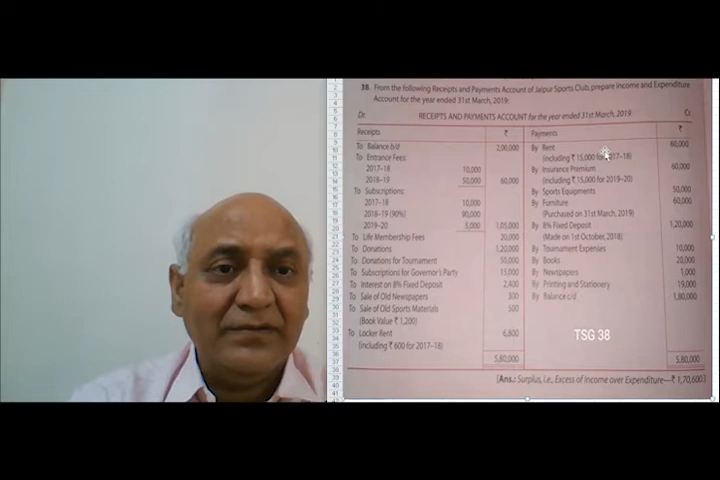 38. From the following Receipts and Payments Account of Jaipur Sports Club, prepare Income and Expenditure
Account for the year ended 31st March, 2019:
Dr. RECEIPTS AND PAYMENTS ACCOUNT for the year ended 31st March, 2019 Cr.
Receipts ₹ Payments ₹
To Balance b/d 2,00,000 By Rent 60,000
To Entrance Fees: (including ₹ 15,000 for 2017–18)
2017–18 10,000 By Insurance Premium 60,000
2018–19 50,000 60,000 (including ₹ 15,000 for 2019–20)
To Subscriptions: By Sports Equipments 50,000
2017–18 10,000 By Furniture 60,000
2018–19 (90%) 90,000 (Purchased on 31st March, 2019)
2019–20 5,000 1,05,000 By 8% Fixed Deposit 1,20,000
To Life Membership Fees 20,000 (Made on 1st October, 2018)
To Donations 1,20,000 By Tournament Expenses 10,000
To Donations for Tournament 50,000 By Books 20,000
To Subscriptions for Governor's Party 15,000 By Newspapers 1,000
To Interest on 8% Fixed Deposit 2,400 By Printing and Stationery 19,000
To Sale of Old Newspapers 300 By Balance c/d 1,80,000
To Sale of Old Sports Materials 500
(Book Value ₹ 1,200)
To Locker Rent 6,800 TSG 38
(including ₹ 600 for 2017–18)
5,80,000 5,80,000
[Ans.: Surplus, i.e., Excess of Income over Expenditure—₹ 1,70,600]